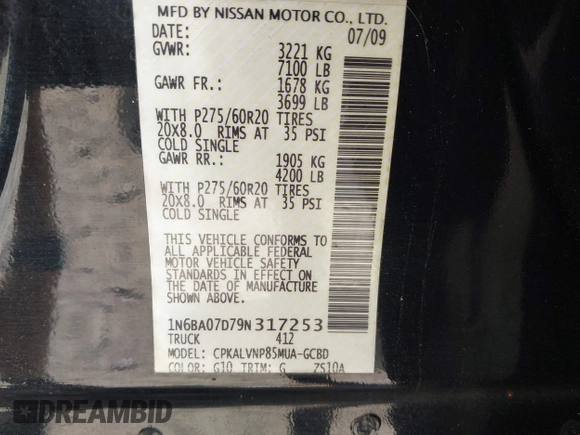 MFD BY NISSAN MOTOR CO., LTD.
DATE: 07/09
GVWR: 3221 KG
7100 LB
GAWR FR.: 1678 KG
3699 LB
WITH P275/60R20 TIRES
20X8.0 RIMS AT 35 PSI
COLD SINGLE
GAWR RR.: 1905 KG
4200 LB
WITH P275/60R20 TIRES
20X8.0 RIMS AT 35 PSI
COLD SINGLE
THIS VEHICLE CONFORMS TO
ALL APPLICABLE FEDERAL
MOTOR VEHICLE SAFETY
STANDARDS IN EFFECT ON
THE DATE OF MANUFACTURE
SHOWN ABOVE.
1N6BA07D79N317253
TRUCK 412
MODEL: CPKALVNP85MUA-GCBD
COLOR: G10 TRIM: G ZS10A
DREAMBID